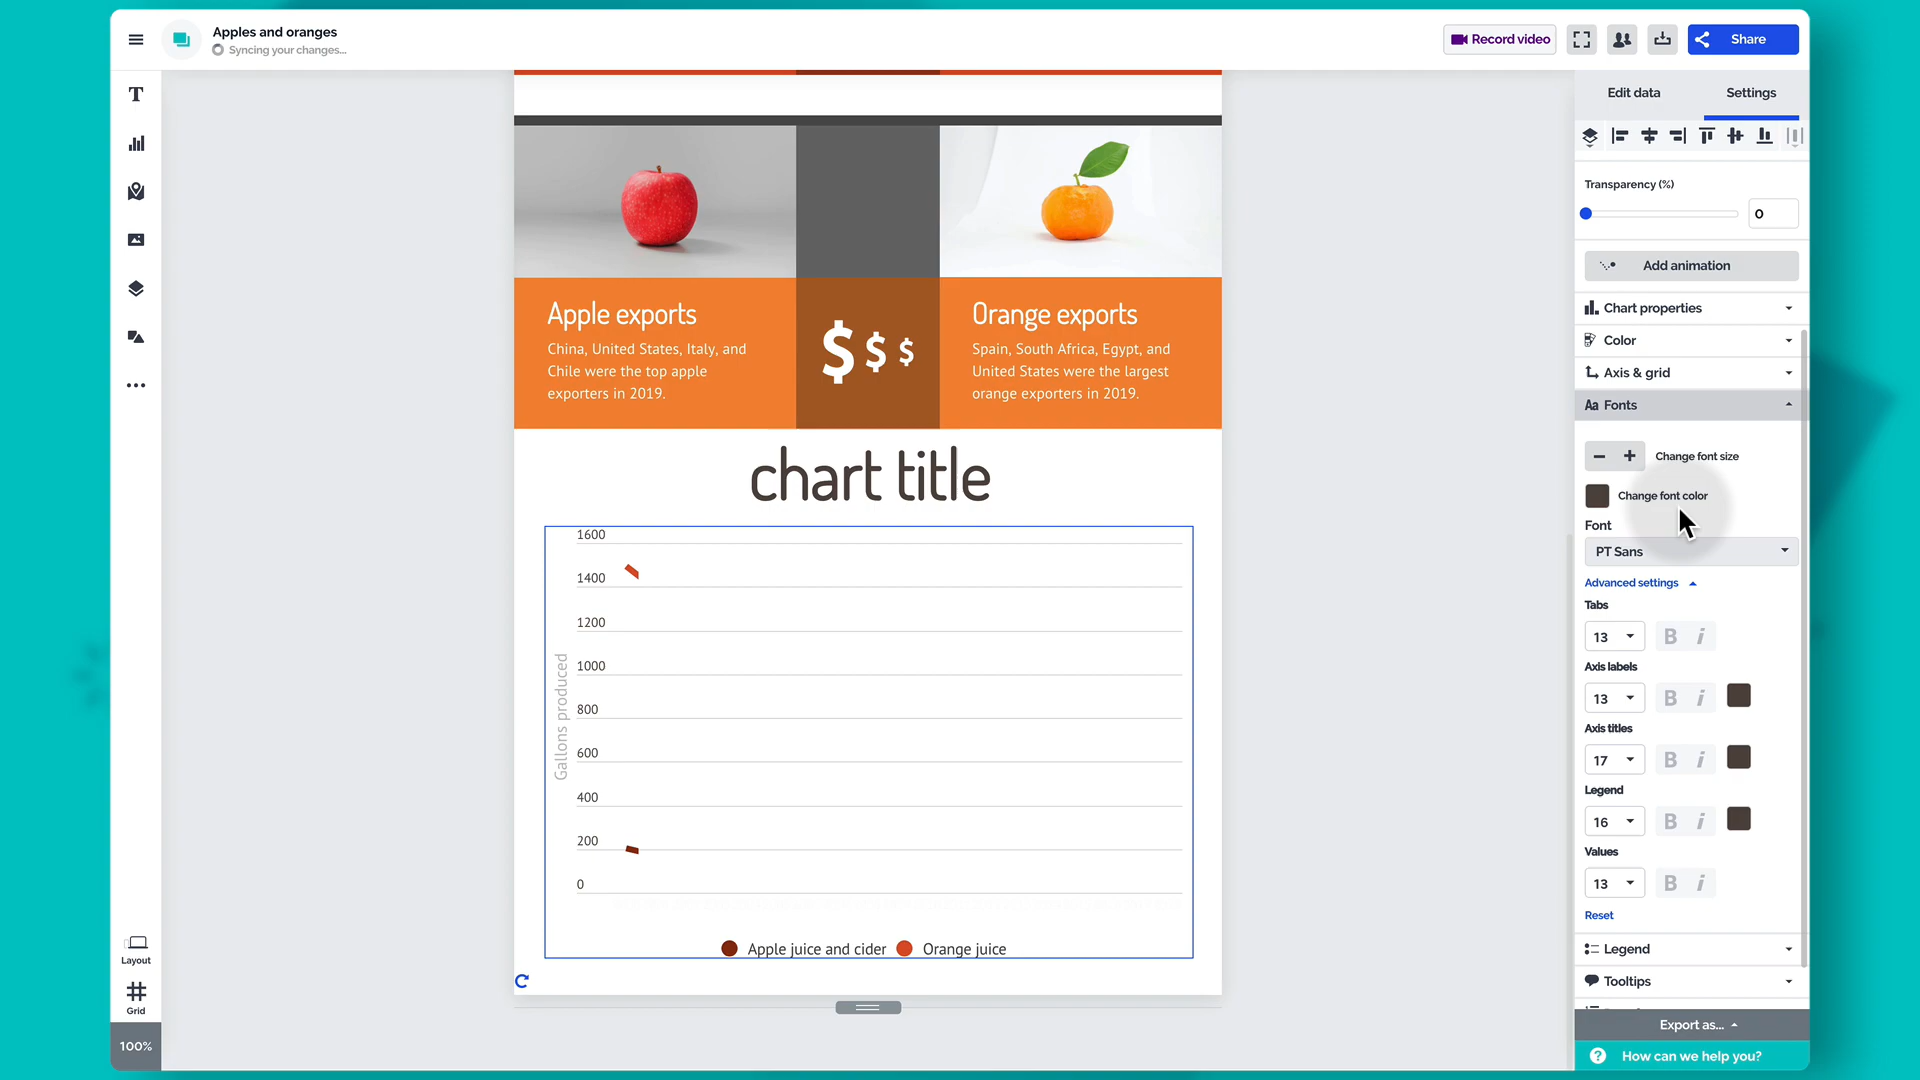 Apples and oranges
Syncing your changes...
Record video
Share
Edit data
Settings
Transparency (%)
0
Add animation
Chart properties
Color
Axis & grid
Aa Fonts
Change font size
Change font color
Font
PT Sans
Advanced settings
Tabs
13 B i
Axis labels
13 B i
Axis titles
17 B i
Legend
16 B i
Values
13 B i
Reset
Legend
Tooltips
Export as...
? How can we help you?
T
Layout
Grid
100%
Apple exports
China, United States, Italy, and
Chile were the top apple
exporters in 2019.
$ $ $
Orange exports
Spain, South Africa, Egypt, and
United States were the largest
orange exporters in 2019.
chart title
Gallons produced
1600
1400
1200
1000
800
600
400
200
0
Apple juice and cider
Orange juice